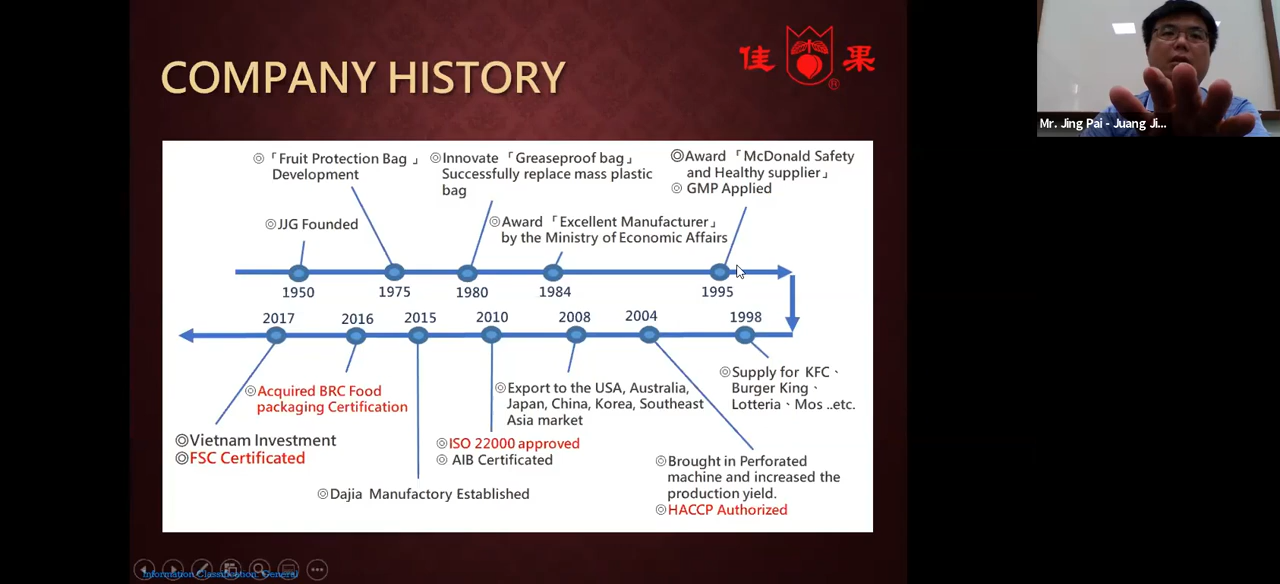 COMPANY HISTORY
佳 果
®
Mr. Jing Pai - Juang Ji...
◎「Fruit Protection Bag」
Development
◎Innovate「Greaseproof bag」
Successfully replace mass plastic
bag
◎Award「McDonald Safety
and Healthy supplier」
◎ GMP Applied
◎JJG Founded
◎Award「Excellent Manufacturer」
by the Ministry of Economic Affairs
1950
1975
1980
1984
1995
2017
2016
2015
2010
2008
2004
1998
◎Supply for KFC、
Burger King、
Lotteria、Mos ..etc.
◎Acquired BRC Food
packaging Certification
◎Export to the USA, Australia,
Japan, China, Korea, Southeast
Asia market
◎Vietnam Investment
◎FSC Certificated
◎ISO 22000 approved
◎ AIB Certificated
◎Brought in Perforated
machine and increased the
production yield.
◎HACCP Authorized
◎Dajia Manufactory Established
Information Classification: General